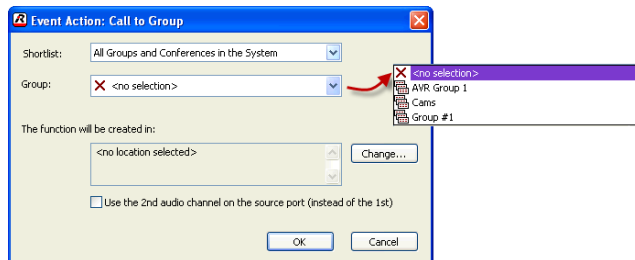 Event Action: Call to Group
Shortlist: All Groups and Conferences in the System
Group: <no selection>
<no selection>
AVR Group 1
Cams
Group #1
The function will be created in:
<no location selected>
Change...
Use the 2nd audio channel on the source port (instead of the 1st)
OK Cancel